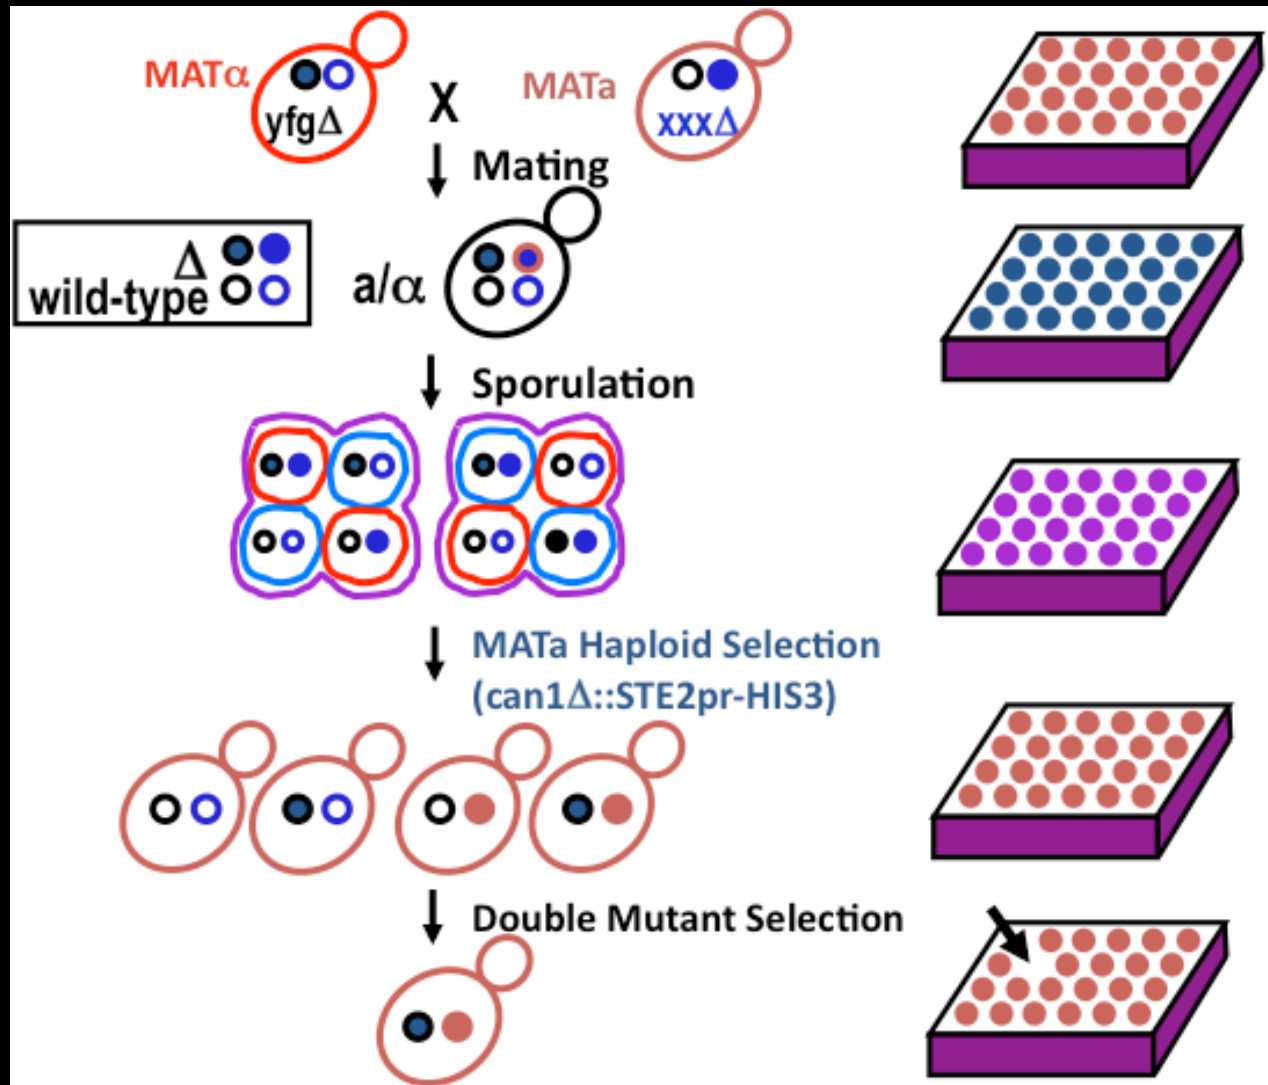 MATα
yfgΔ
X
MATa
xxxΔ
Mating
Δ
wild-type
a/α
Sporulation
MATa Haploid Selection
(can1Δ::STE2pr-HIS3)
Double Mutant Selection